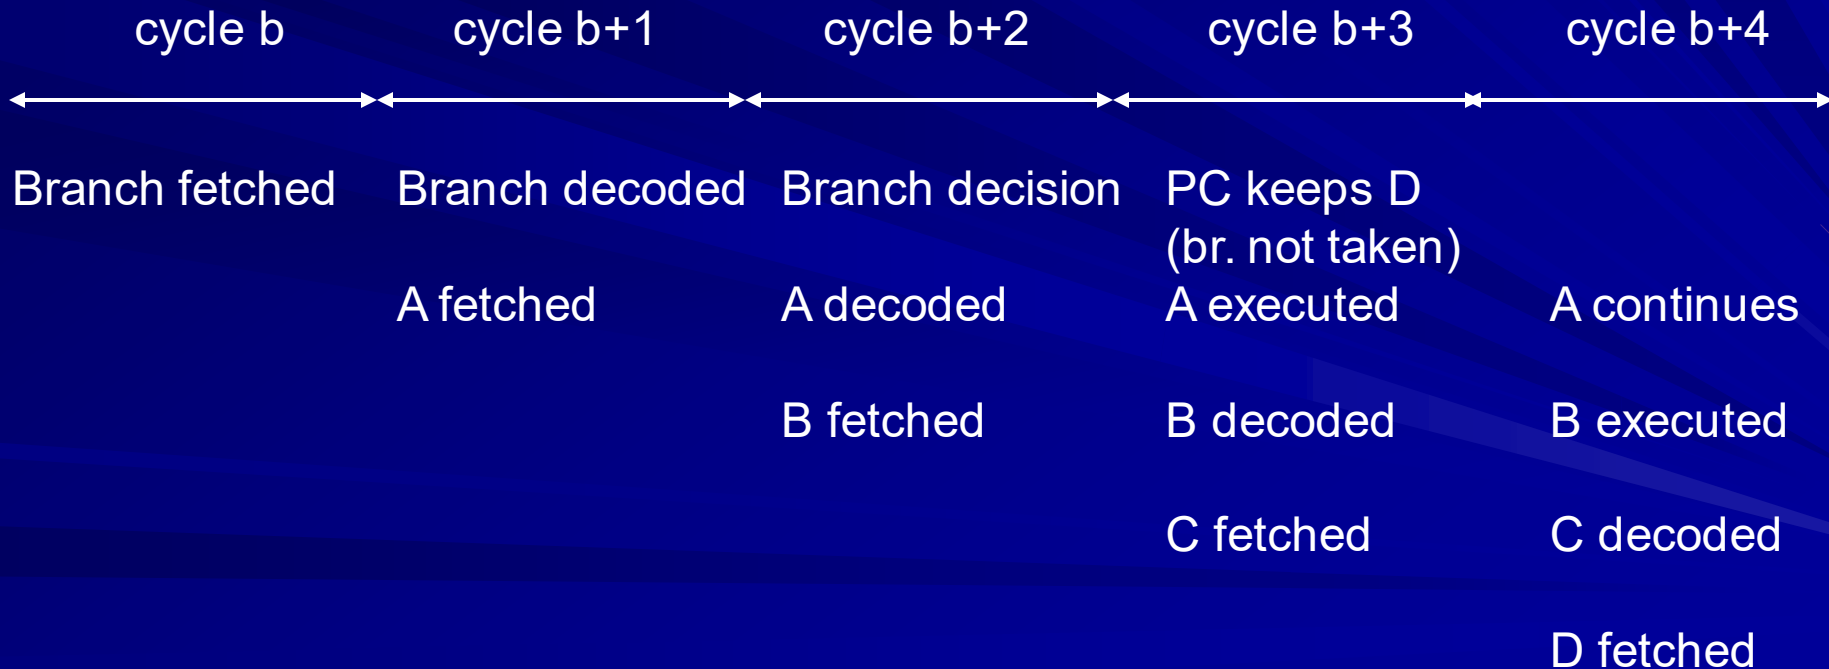 cycle b cycle b+1 cycle b+2 cycle b+3 cycle b+4
Branch fetched Branch decoded Branch decision PC keeps D
(br. not taken)
A fetched A decoded A executed A continues
B fetched B decoded B executed
C fetched C decoded
D fetched